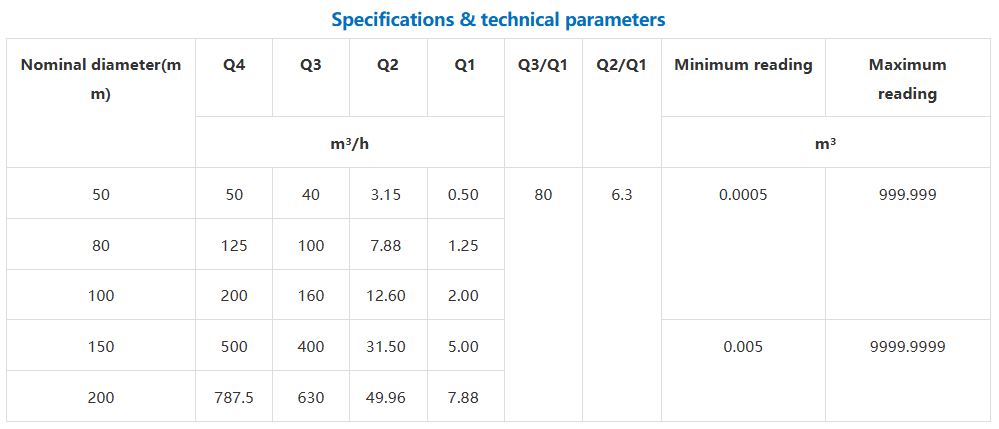 Specifications & technical parameters
Nominal diameter(m
m) Q4 Q3 Q2 Q1 Q3/Q1 Q2/Q1 Minimum reading Maximum
reading
m³/h m³
50 50 40 3.15 0.50 80 6.3 0.0005 999.999
80 125 100 7.88 1.25
100 200 160 12.60 2.00
150 500 400 31.50 5.00 0.005 9999.9999
200 787.5 630 49.96 7.88